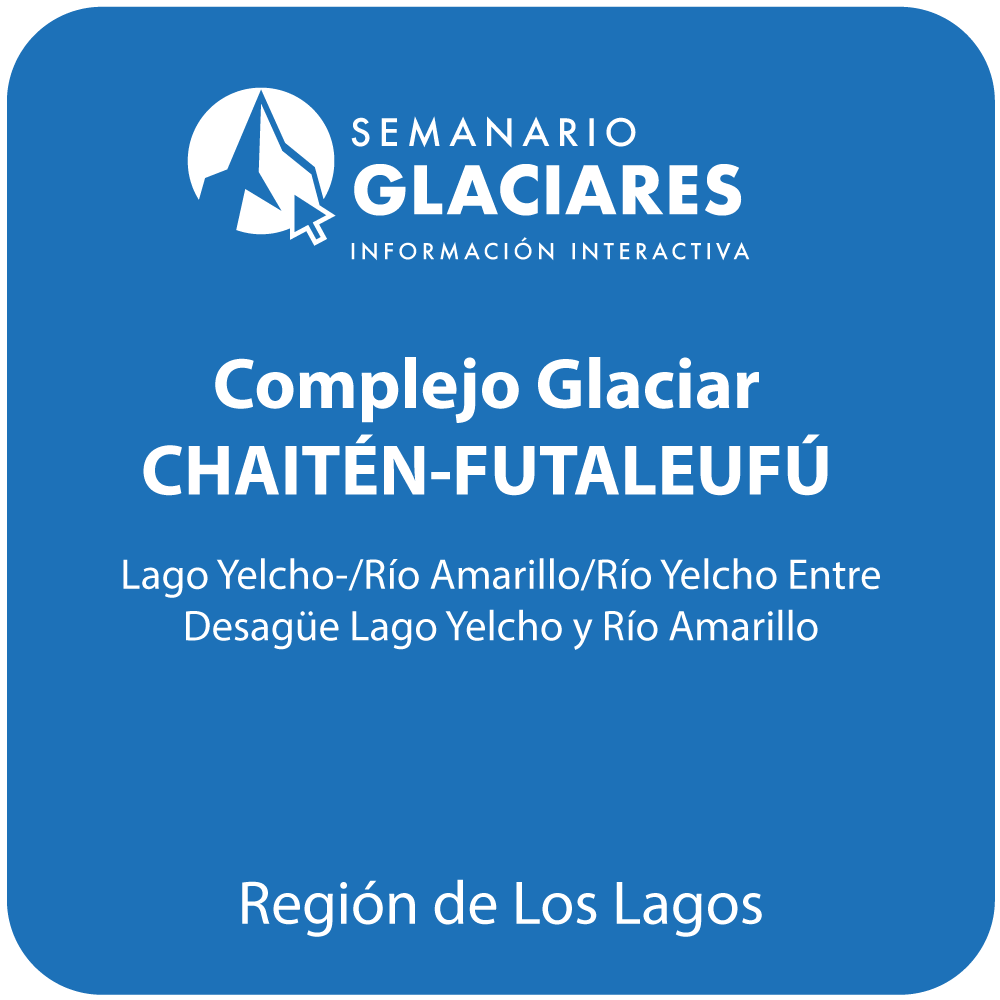 SEMANARIO
GLACIARES
INFORMACIÓN INTERACTIVA
Complejo Glaciar
CHAITÉN-FUTALEUFÚ
Lago Yelcho-/Río Amarillo/Río Yelcho Entre
Desagüe Lago Yelcho y Río Amarillo
Región de Los Lagos